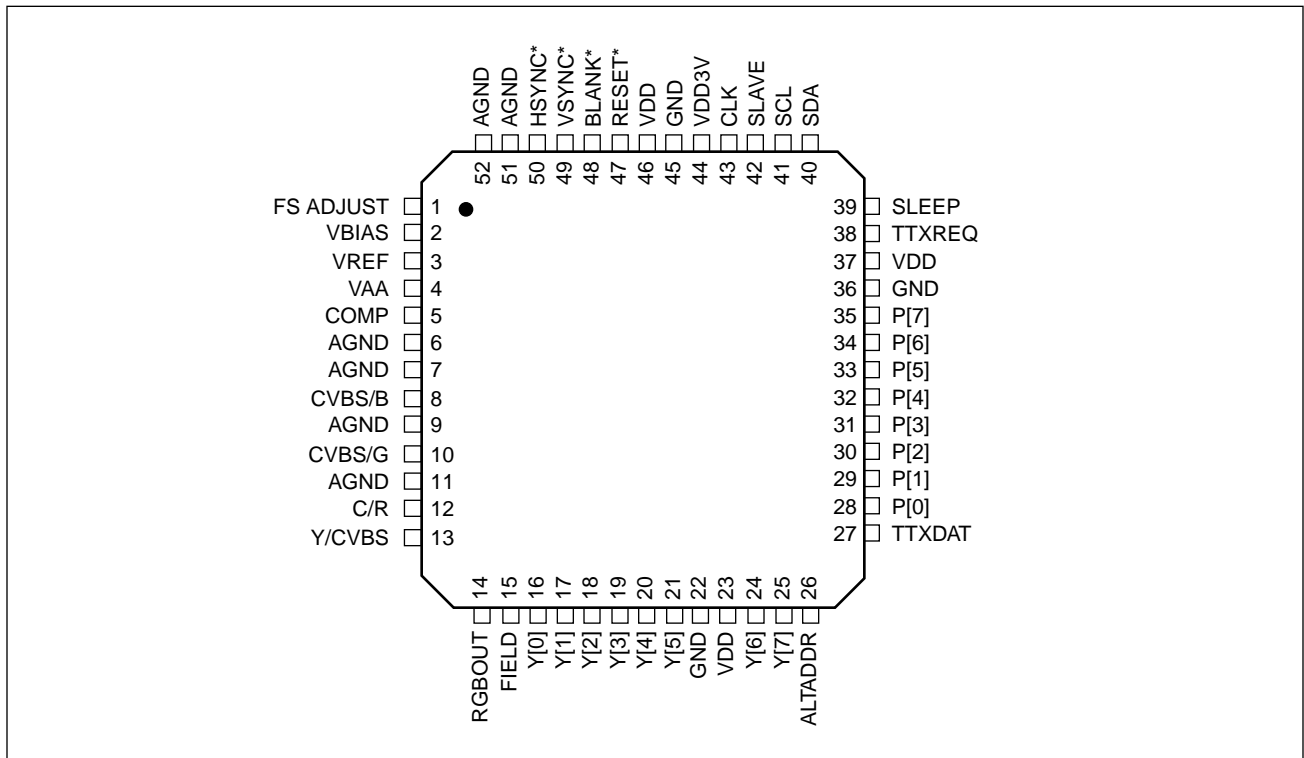 AGND
AGND
HSYNC*
VSYNC*
BLANK*
RESET*
VDD
GND
VDD3V
CLK
SLAVE
SCL
SDA
52
51
50
49
48
47
46
45
44
43
42
41
40
FS ADJUST 1
VBIAS 2
VREF 3
VAA 4
COMP 5
AGND 6
AGND 7
CVBS/B 8
AGND 9
CVBS/G 10
AGND 11
C/R 12
Y/CVBS 13
39 SLEEP
38 TTXREQ
37 VDD
36 GND
35 P[7]
34 P[6]
33 P[5]
32 P[4]
31 P[3]
30 P[2]
29 P[1]
28 P[0]
27 TTXDAT
14
15
16
17
18
19
20
21
22
23
24
25
26
RGBOUT
FIELD
Y[0]
Y[1]
Y[2]
Y[3]
Y[4]
Y[5]
GND
VDD
Y[6]
Y[7]
ALTADDR